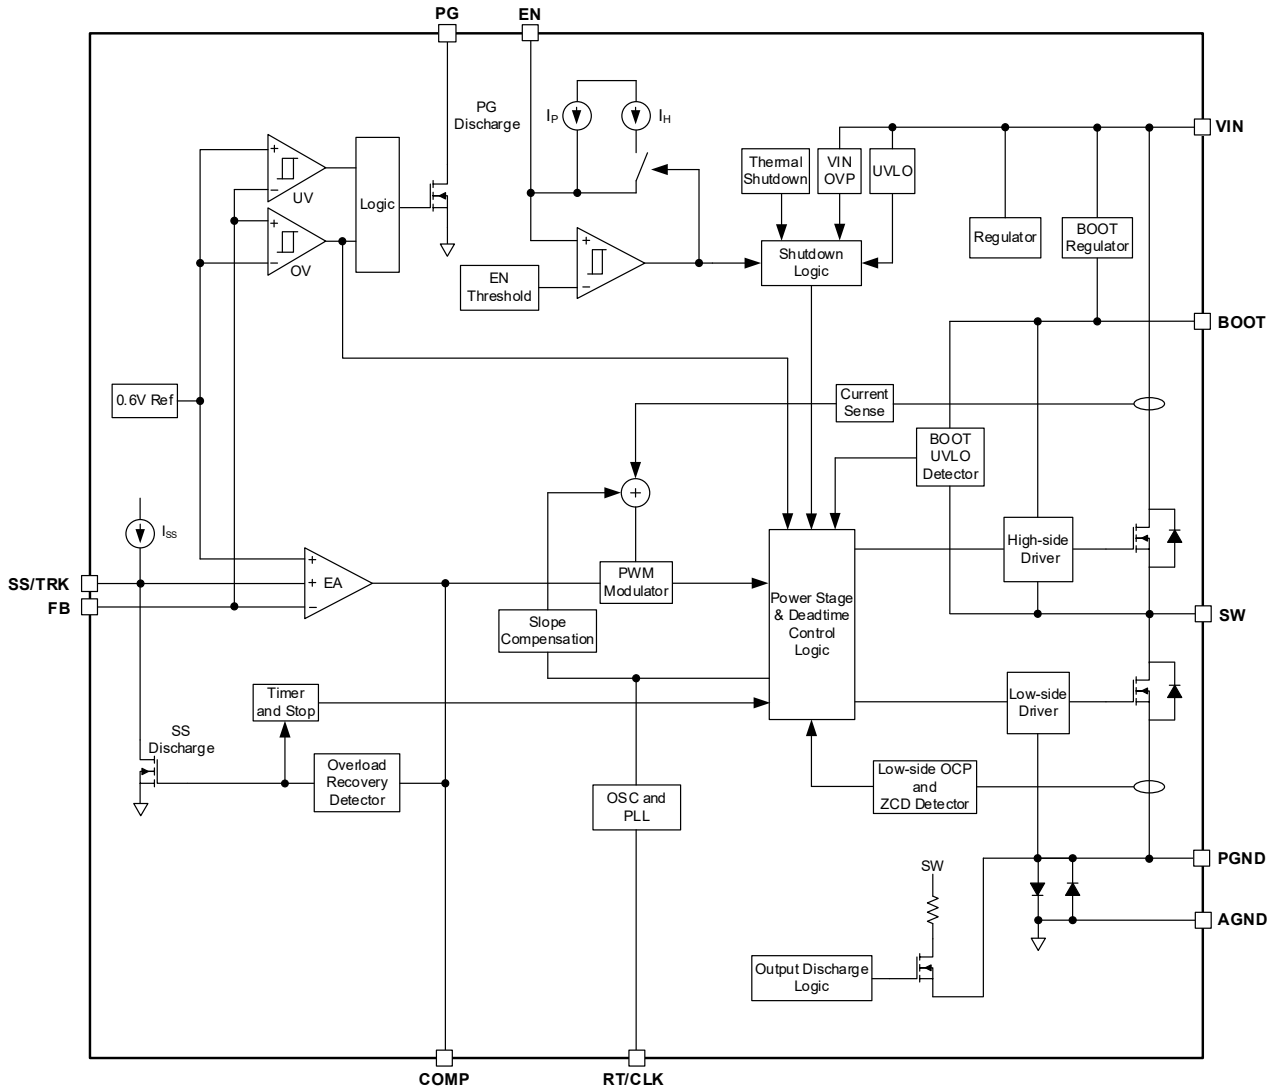 PG
EN
PG
Discharge
IP
IH
VIN
Thermal
Shutdown
VIN
OVP
UVLO
+
−
UV
Logic
+
−
OV
Regulator
BOOT
Regulator
+
−
EN
Threshold
Shutdown
Logic
BOOT
0.6V Ref
Current
Sense
BOOT
UVLO
Detector
+
ISS
High-side
Driver
SS/TRK
FB
+
+
−
EA
PWM
Modulator
Power Stage
& Deadtime
Control
Logic
SW
Slope
Compensation
Timer
and Stop
Low-side
Driver
SS
Discharge
Overload
Recovery
Detector
OSC and
PLL
Low-side OCP
and
ZCD Detector
PGND
SW
AGND
Output Discharge
Logic
COMP
RT/CLK